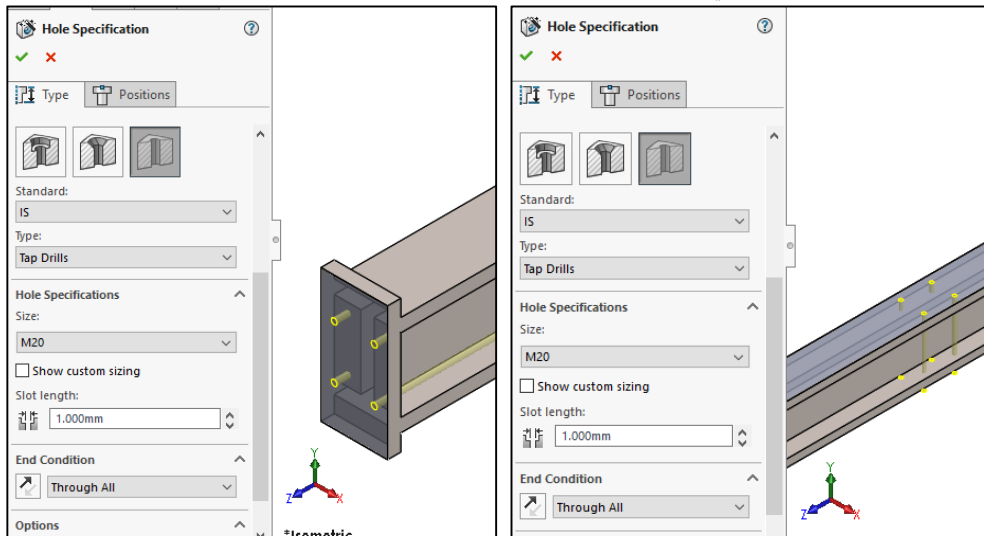 Hole Specification
Type Positions
Standard:
IS
Type:
Tap Drills
Hole Specifications
Size:
M20
Show custom sizing
Slot length:
1.000mm
End Condition
Through All
Options
Y
Z X
*Isometric
Hole Specification
Type Positions
Standard:
IS
Type:
Tap Drills
Hole Specifications
Size:
M20
Show custom sizing
Slot length:
1.000mm
End Condition
Through All
Y
Z X